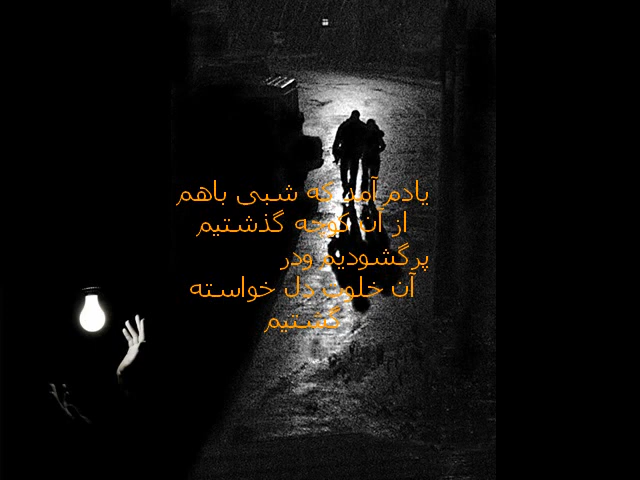 یادم آمد که شبی باهم
از آن کوچه گذشتیم
پرگشودیم ودر
آن خلوت دل خواسته
گشتیم